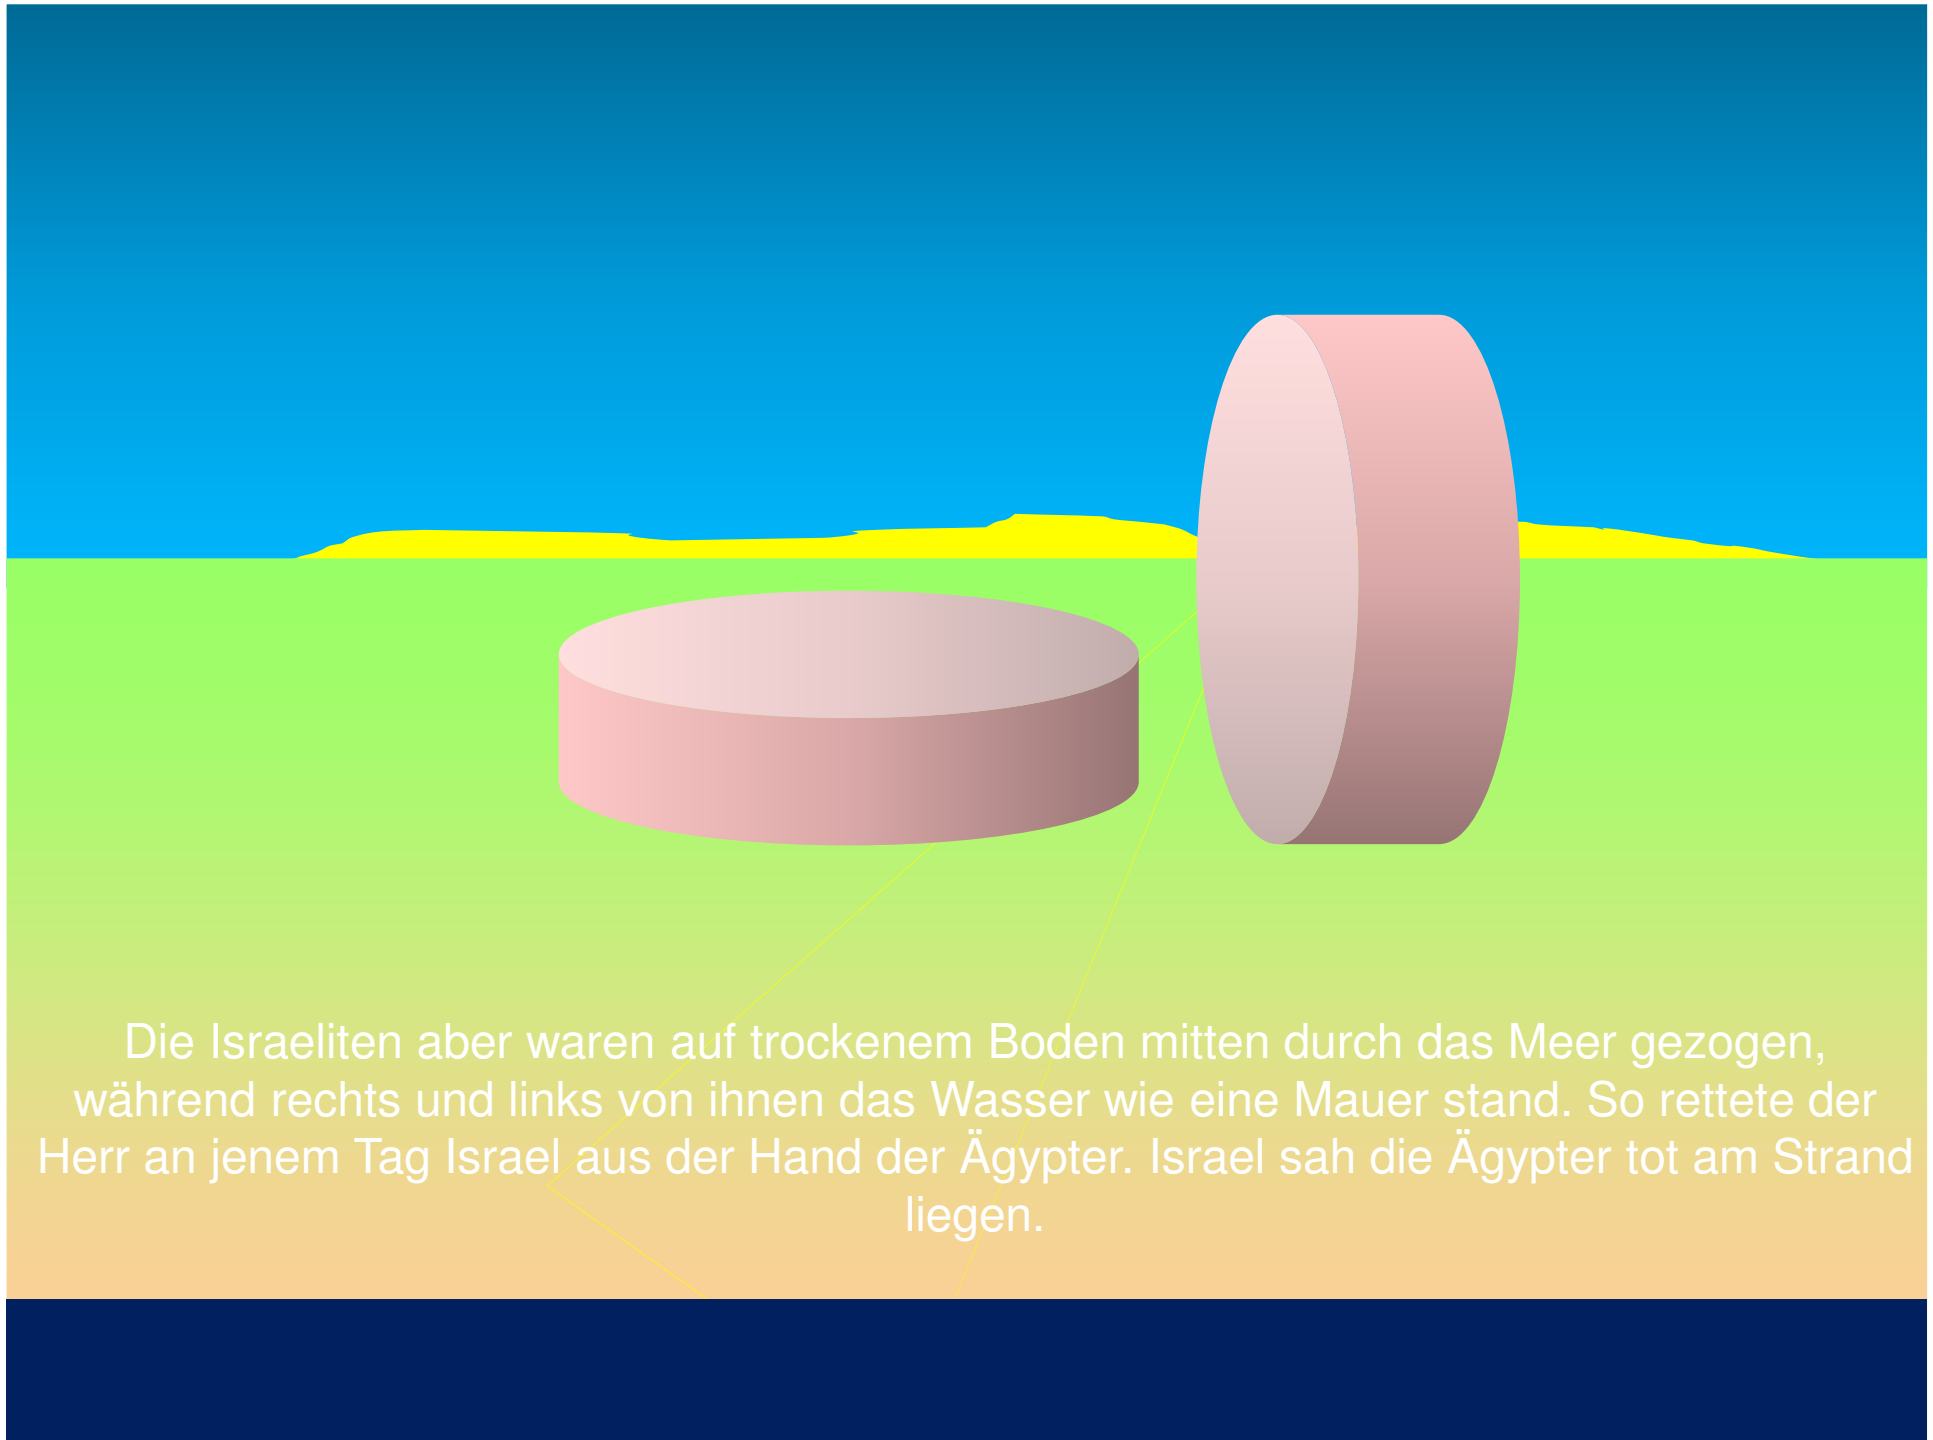 Die Israeliten aber waren auf trockenem Boden mitten durch das Meer gezogen,
während rechts und links von ihnen das Wasser wie eine Mauer stand. So rettete der
Herr an jenem Tag Israel aus der Hand der Ägypter. Israel sah die Ägypter tot am Strand
liegen.